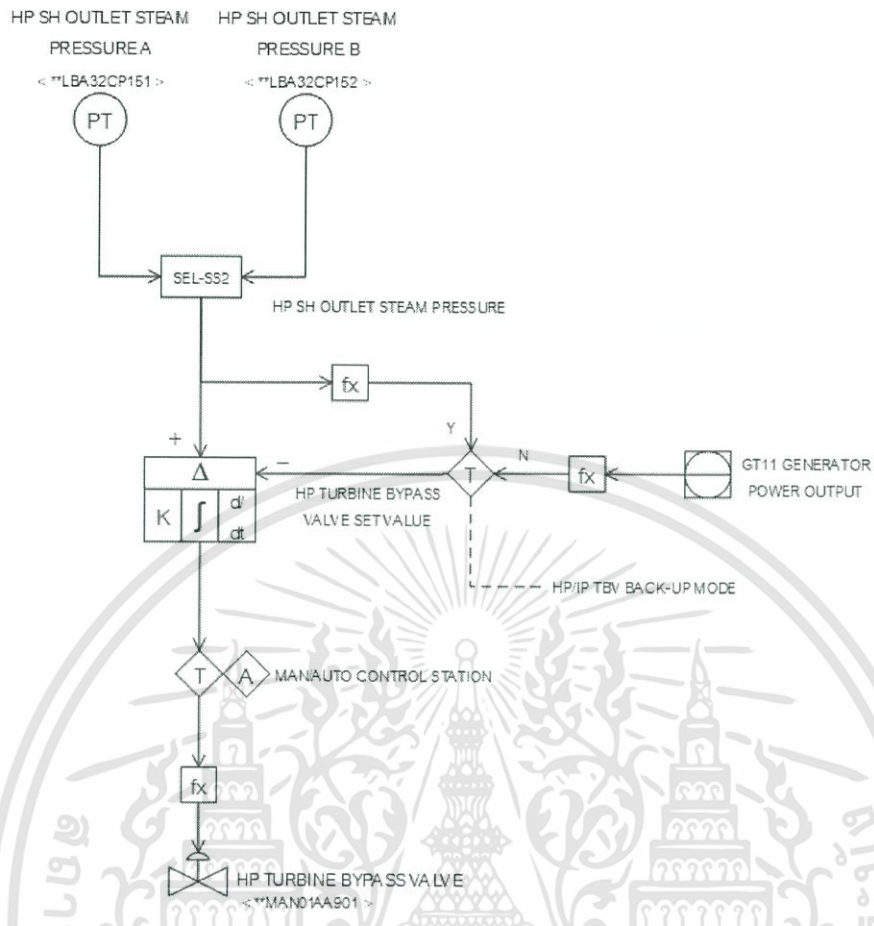 HP SH OUTLET STEAM
PRESSURE A
< **LBA32CP151 >
PT
HP SH OUTLET STEAM
PRESSURE B
< **LBA32CP152 >
PT
SEL-SS2
HP SH OUTLET STEAM PRESSURE
fx
Y
N
T
fx
GT11 GENERATOR
POWER OUTPUT
+
Δ
−
K
∫
d/
dt
HP TURBINE BYPASS
VALVE SET VALUE
HP/IP TBV BACK-UP MODE
T
A
MAN/AUTO CONTROL STATION
fx
HP TURBINE BYPASS VALVE
< **MAN01AA901 >